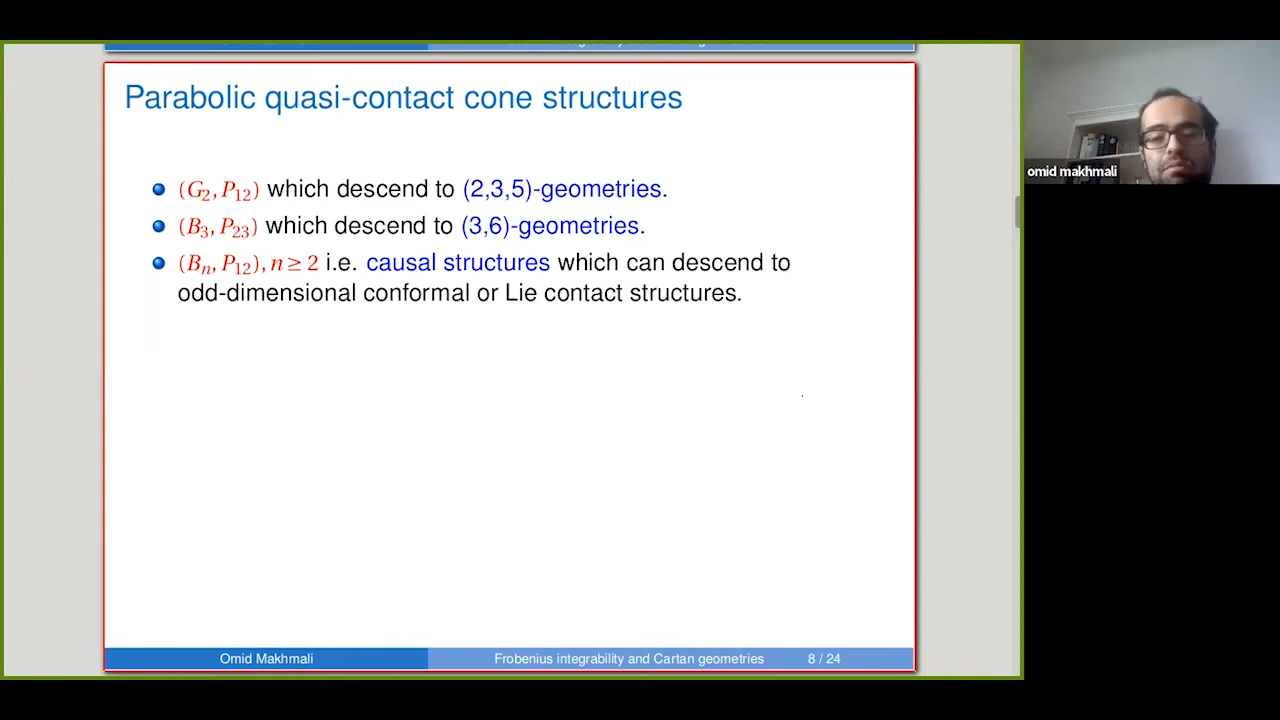 Parabolic quasi-contact cone structures
(G₂, P₁₂) which descend to (2,3,5)-geometries.
(B₃, P₂₃) which descend to (3,6)-geometries.
(Bₙ, P₁₂), n ≥ 2 i.e. causal structures which can descend to
odd-dimensional conformal or Lie contact structures.
Omid Makhmali Frobenius integrability and Cartan geometries 8 / 24
omid makhmali